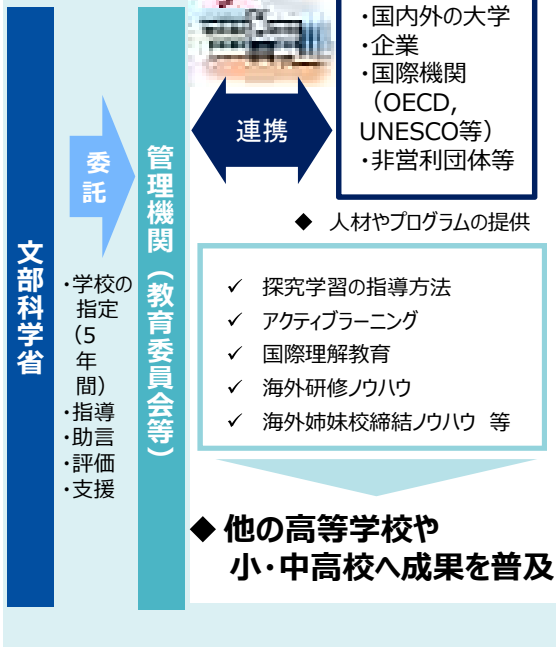 文部科学省
委
託
・学校の
指定
（5
年
間）
・指導
・助言
・評価
・支援
管理機関（教育委員会等）
連携
・国内外の大学
・企業
・国際機関
（OECD,
UNESCO等）
・非営利団体等
◆ 人材やプログラムの提供
✓ 探究学習の指導方法
✓ アクティブラーニング
✓ 国際理解教育
✓ 海外研修ノウハウ
✓ 海外姉妹校締結ノウハウ 等
◆ 他の高等学校や
小・中高校へ成果を普及